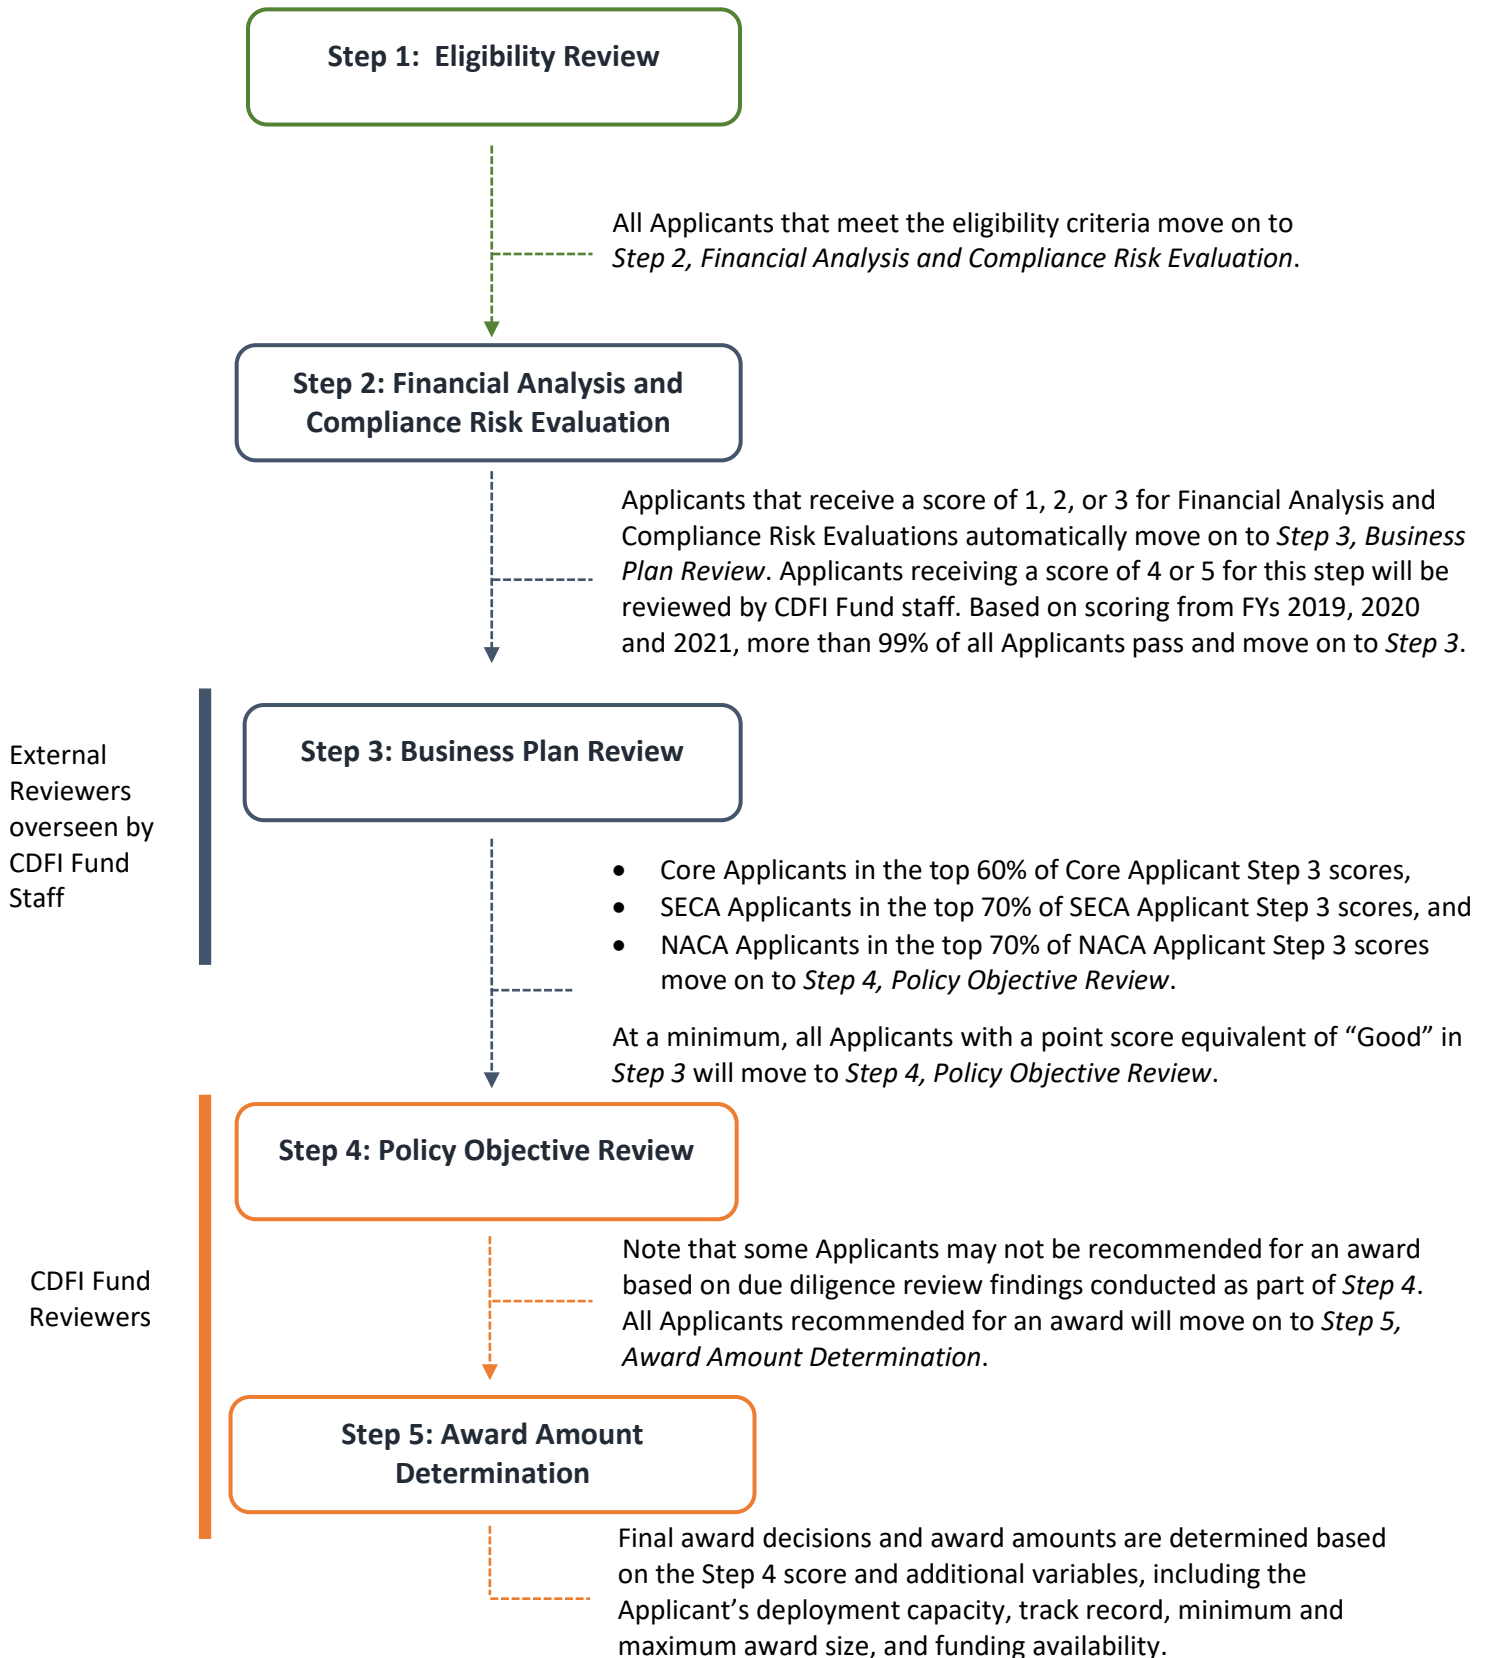 Step 1: Eligibility Review
All Applicants that meet the eligibility criteria move on to
Step 2, Financial Analysis and Compliance Risk Evaluation.
Step 2: Financial Analysis and
Compliance Risk Evaluation
Applicants that receive a score of 1, 2, or 3 for Financial Analysis and
Compliance Risk Evaluations automatically move on to Step 3, Business
Plan Review. Applicants receiving a score of 4 or 5 for this step will be
reviewed by CDFI Fund staff. Based on scoring from FYs 2019, 2020
and 2021, more than 99% of all Applicants pass and move on to Step 3.
External
Reviewers
overseen by
CDFI Fund
Staff
Step 3: Business Plan Review
• Core Applicants in the top 60% of Core Applicant Step 3 scores,
• SECA Applicants in the top 70% of SECA Applicant Step 3 scores, and
• NACA Applicants in the top 70% of NACA Applicant Step 3 scores
move on to Step 4, Policy Objective Review.
At a minimum, all Applicants with a point score equivalent of “Good” in
Step 3 will move to Step 4, Policy Objective Review.
CDFI Fund
Reviewers
Step 4: Policy Objective Review
Note that some Applicants may not be recommended for an award
based on due diligence review findings conducted as part of Step 4.
All Applicants recommended for an award will move on to Step 5,
Award Amount Determination.
Step 5: Award Amount
Determination
Final award decisions and award amounts are determined based
on the Step 4 score and additional variables, including the
Applicant’s deployment capacity, track record, minimum and
maximum award size, and funding availability.